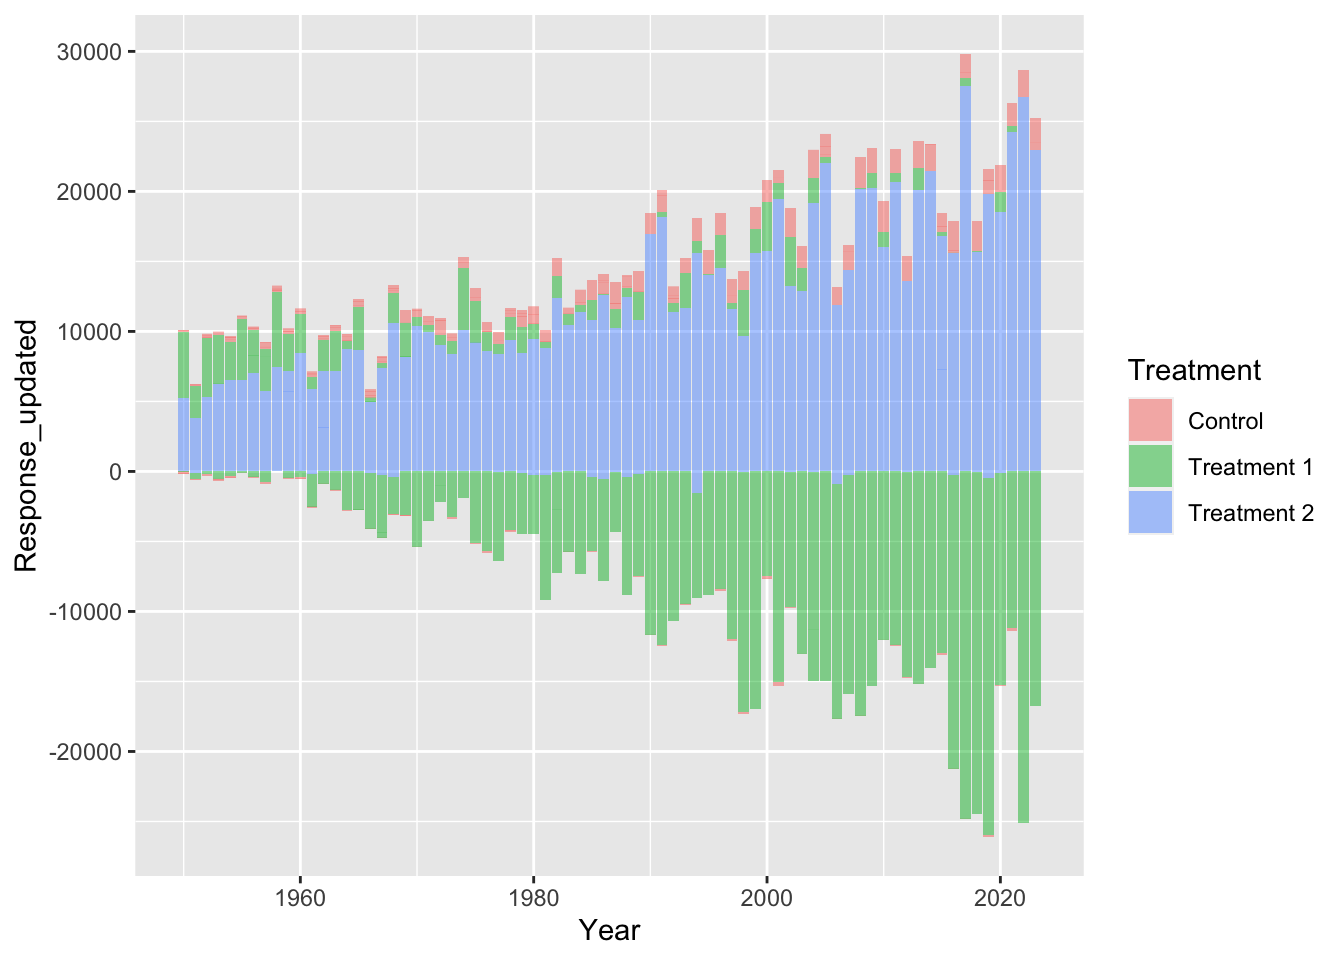 30000
20000
10000
0
-10000
-20000
Response_updated
1960
1980
2000
2020
Year
Treatment
Control
Treatment 1
Treatment 2